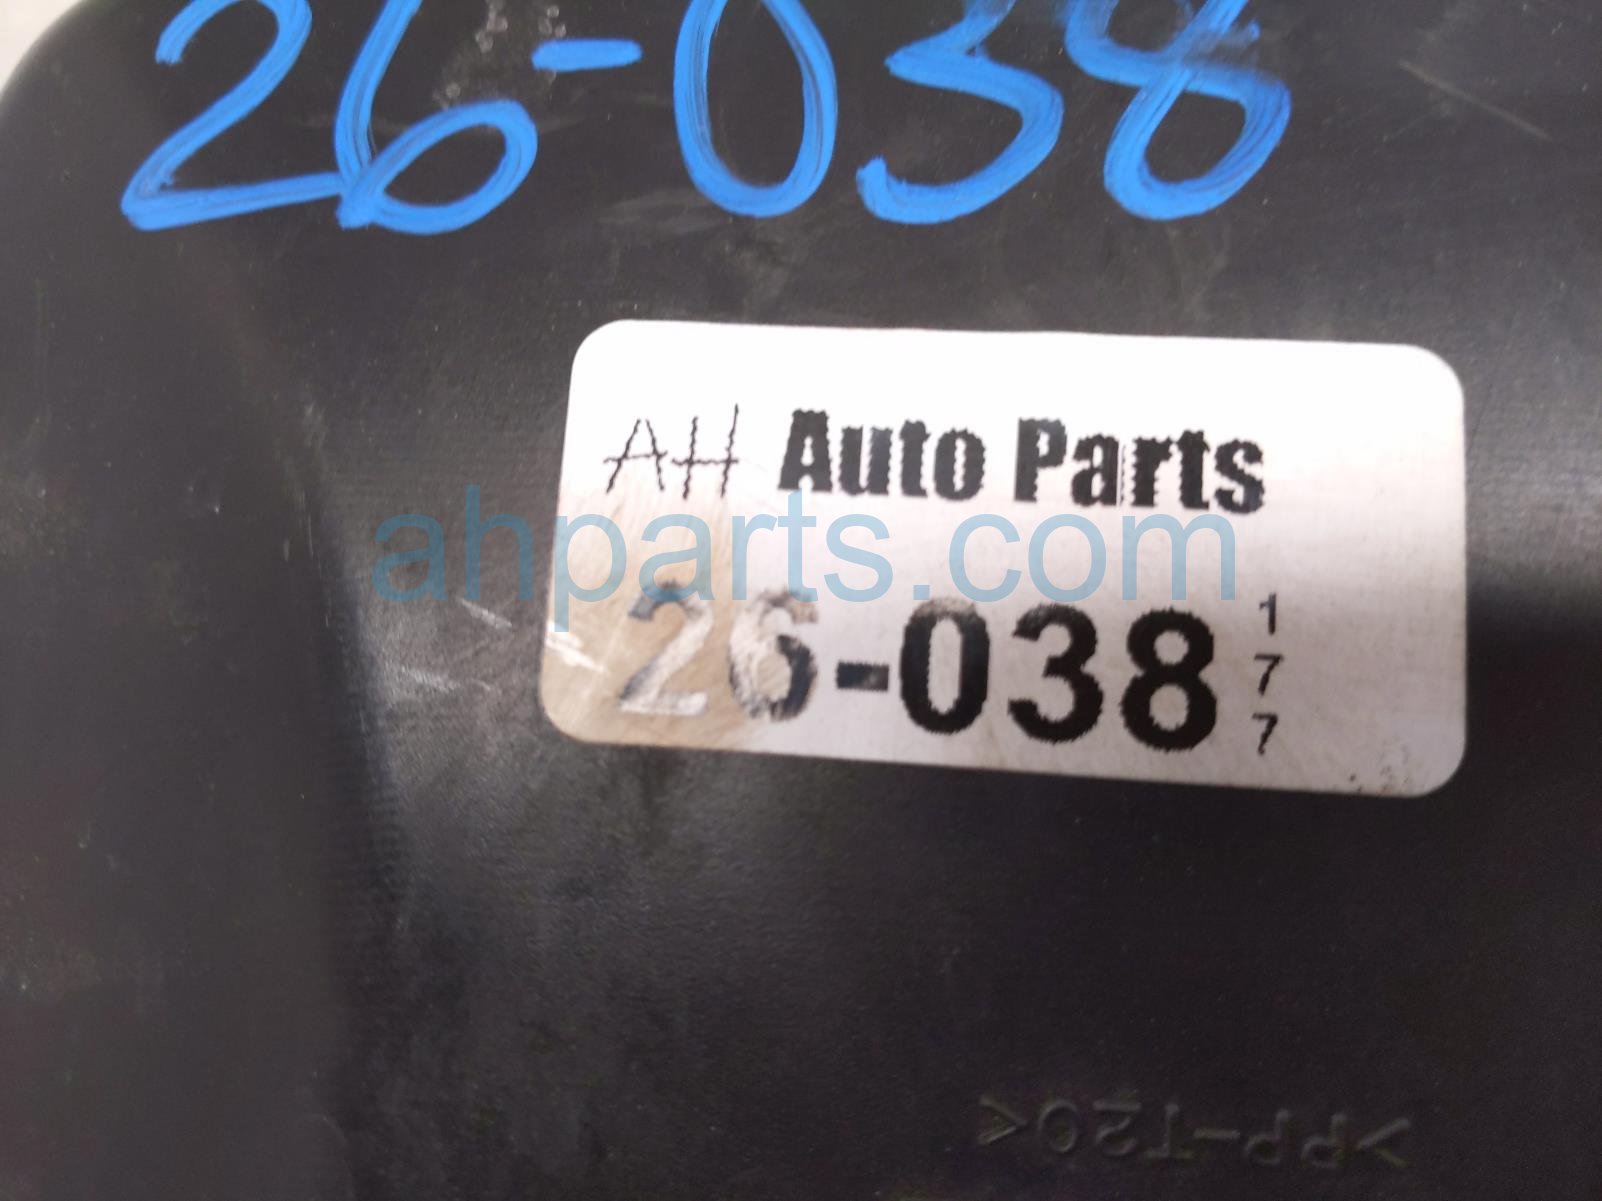 26-038
AH Auto Parts
ahparts.com
26-038 177
>PP-T20<